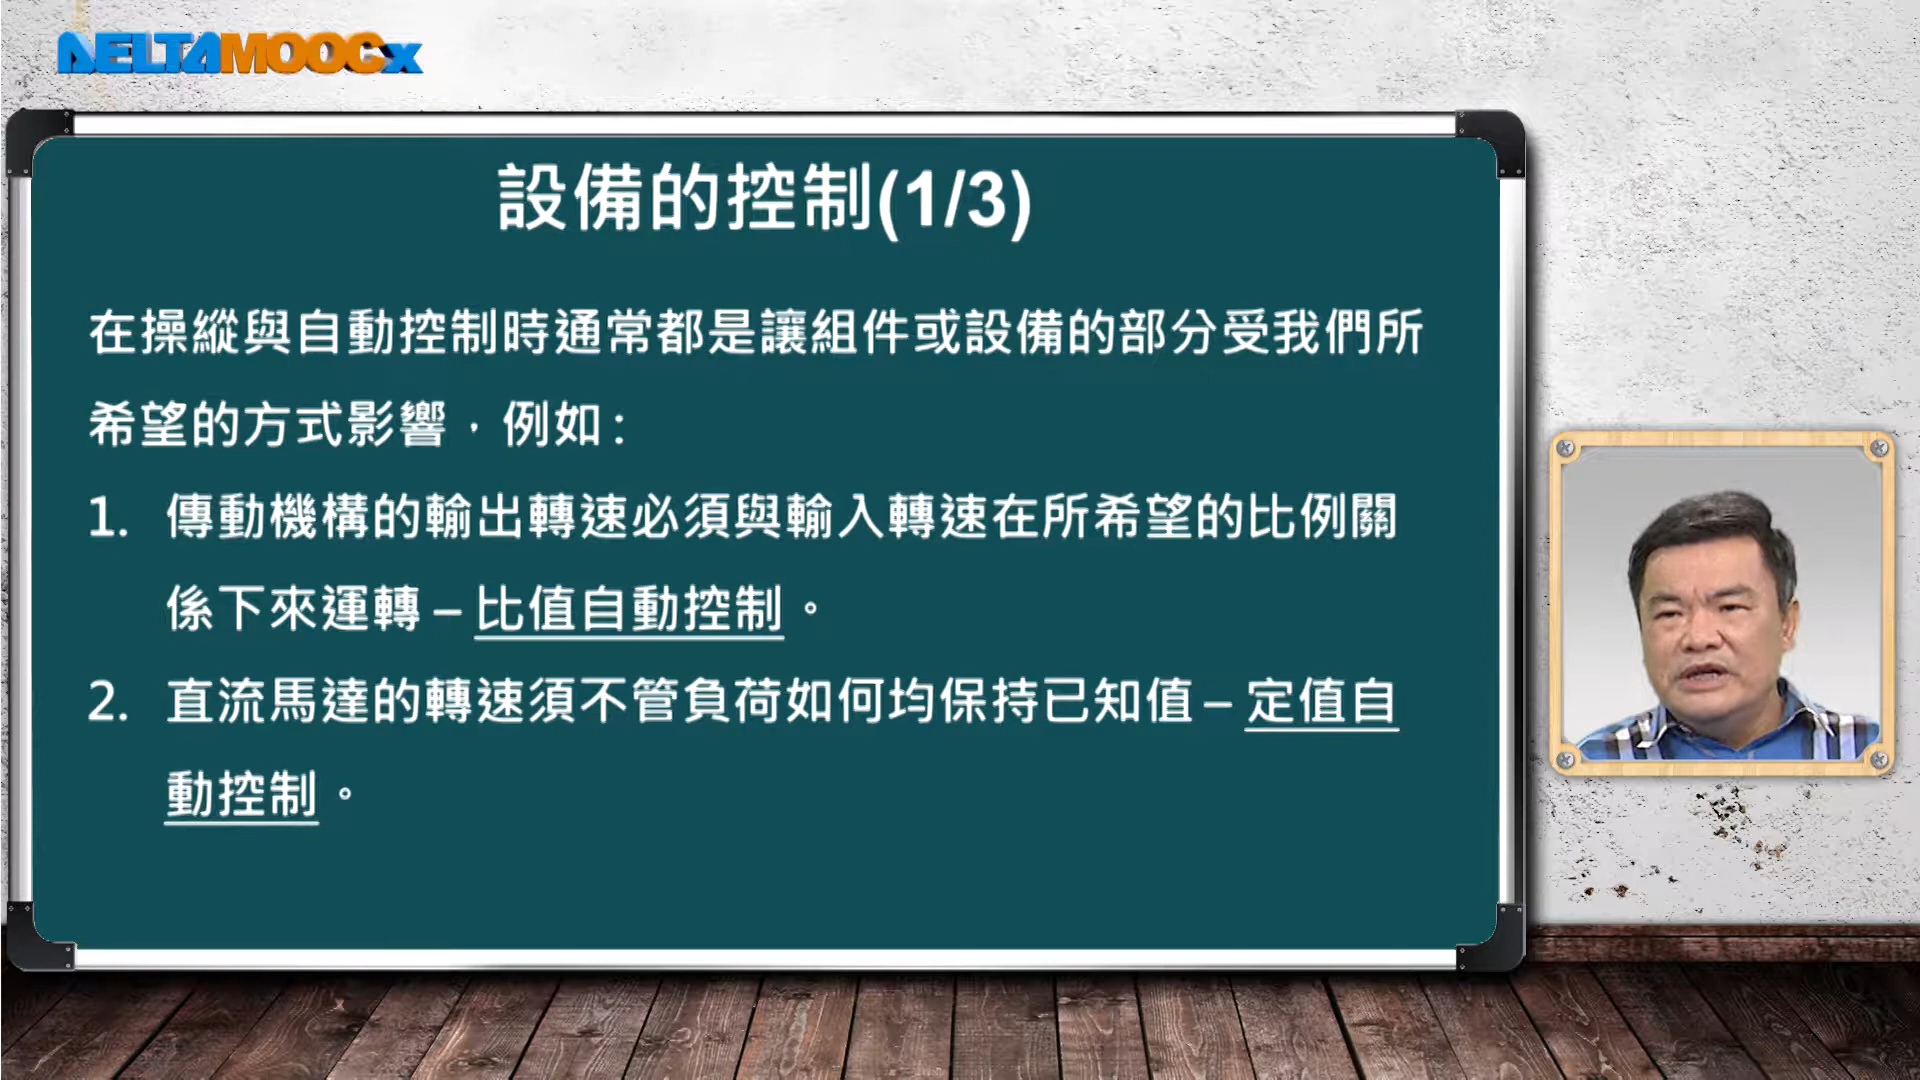 DELTAMOOCx
設備的控制(1/3)
在操縱與自動控制時通常都是讓組件或設備的部分受我們所
希望的方式影響，例如:
1. 傳動機構的輸出轉速必須與輸入轉速在所希望的比例關
係下來運轉 – 比值自動控制。
2. 直流馬達的轉速須不管負荷如何均保持已知值 – 定值自
動控制。